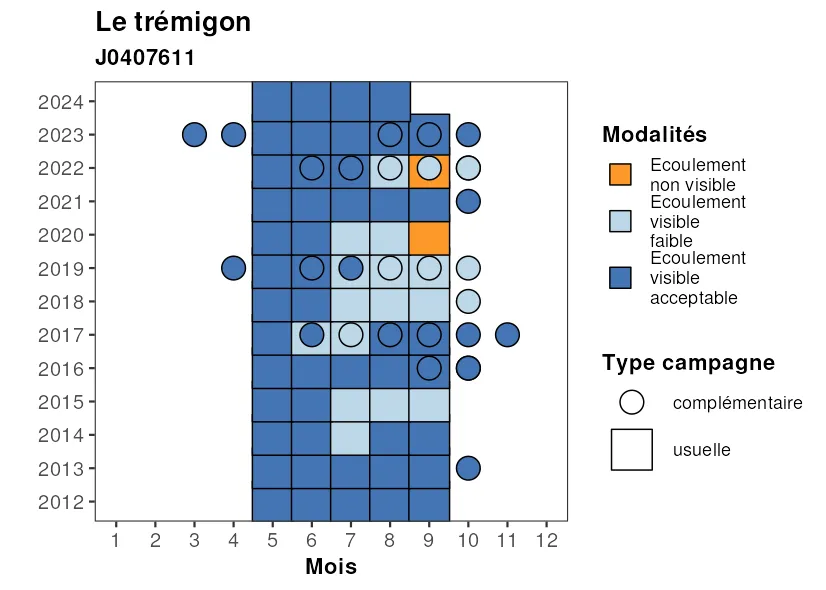 Le trémigon
J0407611
2024
2023
2022
2021
2020
2019
2018
2017
2016
2015
2014
2013
2012
1 2 3 4 5 6 7 8 9 10 11 12
Mois
Modalités
Ecoulement
non visible
Ecoulement
visible
faible
Ecoulement
visible
acceptable
Type campagne
complémentaire
usuelle